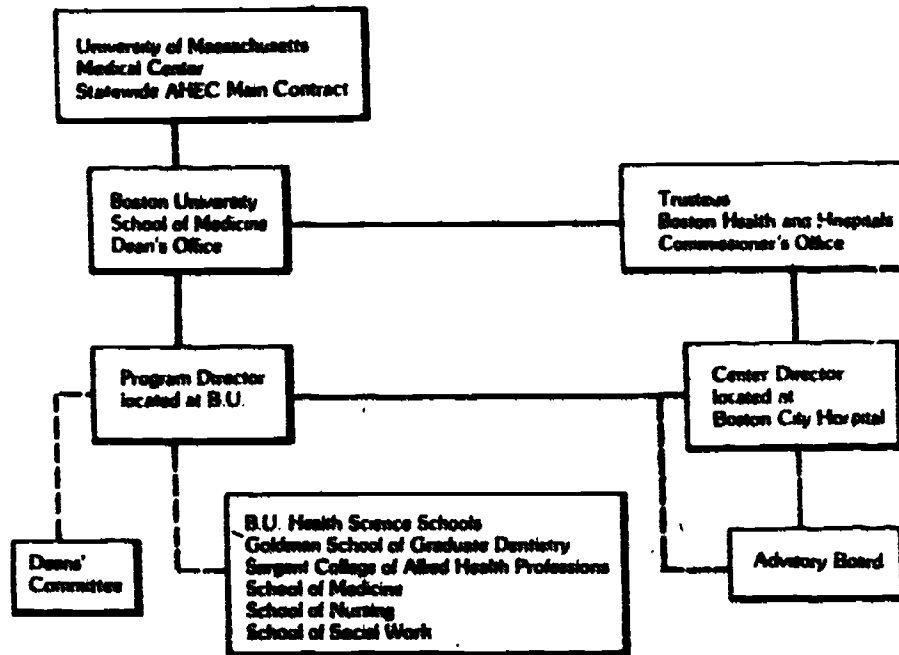 University of Massachusetts
Medical Center
Statewide AHEC Main Contract
Boston University
School of Medicine
Dean's Office
Trustees
Boston Health and Hospitals
Commissioner's Office
Program Director
located at B.U.
Center Director
located at
Boston City Hospital
Deans'
Committee
B.U. Health Science Schools
Goldman School of Graduate Dentistry
Sargent College of Allied Health Professions
School of Medicine
School of Nursing
School of Social Work
Advisory Board